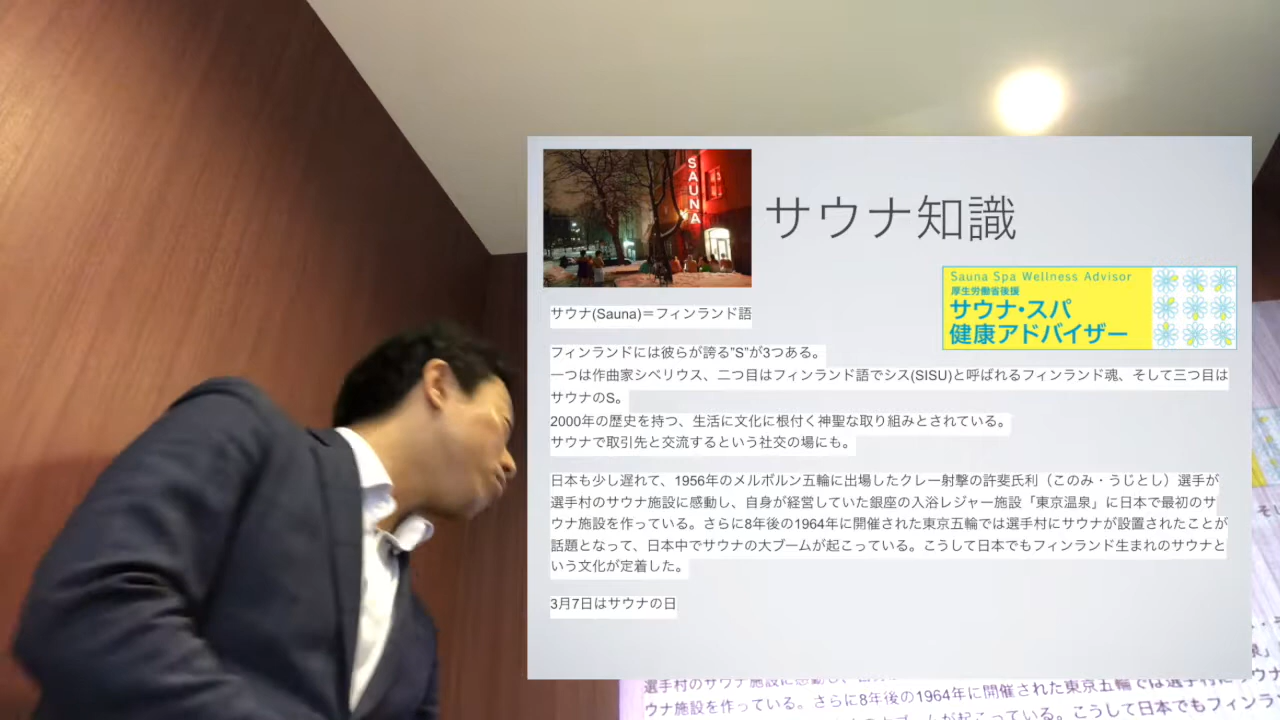 SAUNA
サウナ知識
Sauna Spa Wellness Advisor
厚生労働省後援
サウナ・スパ
健康アドバイザー
サウナ(Sauna)＝フィンランド語
フィンランドには彼らが誇る”S”が3つある。
一つは作曲家シベリウス、二つ目はフィンランド語でシス(SISU)と呼ばれるフィンランド魂、そして三つ目は
サウナのS。
2000年の歴史を持つ、生活に文化に根付く神聖な取り組みとされている。
サウナで取引先と交流するという社交の場にも。
日本も少し遅れて、1956年のメルボルン五輪に出場したクレー射撃の許斐氏利（このみ・うじとし）選手が
選手村のサウナ施設に感動し、自身が経営していた銀座の入浴レジャー施設「東京温泉」に日本で最初のサ
ウナ施設を作っている。さらに8年後の1964年に開催された東京五輪では選手村にサウナが設置されたことが
話題となって、日本中でサウナの大ブームが起こっている。こうして日本でもフィンランド生まれのサウナと
いう文化が定着した。
3月7日はサウナの日
選手村のサウナ施設に感動し、
ウナ施設を作っている。さらに8年後の1964年に開催された東京五輪では選手村にサウナ
こうして日本でもフィンラン